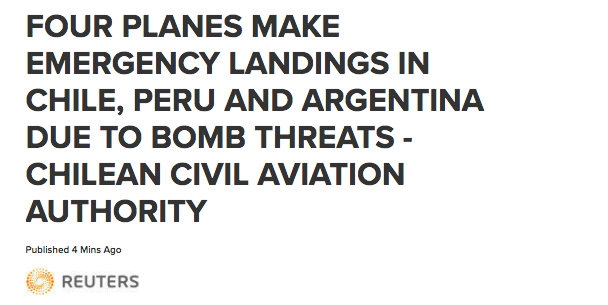 FOUR PLANES MAKE
EMERGENCY LANDINGS IN
CHILE, PERU AND ARGENTINA
DUE TO BOMB THREATS -
CHILEAN CIVIL AVIATION
AUTHORITY
Published 4 Mins Ago
REUTERS